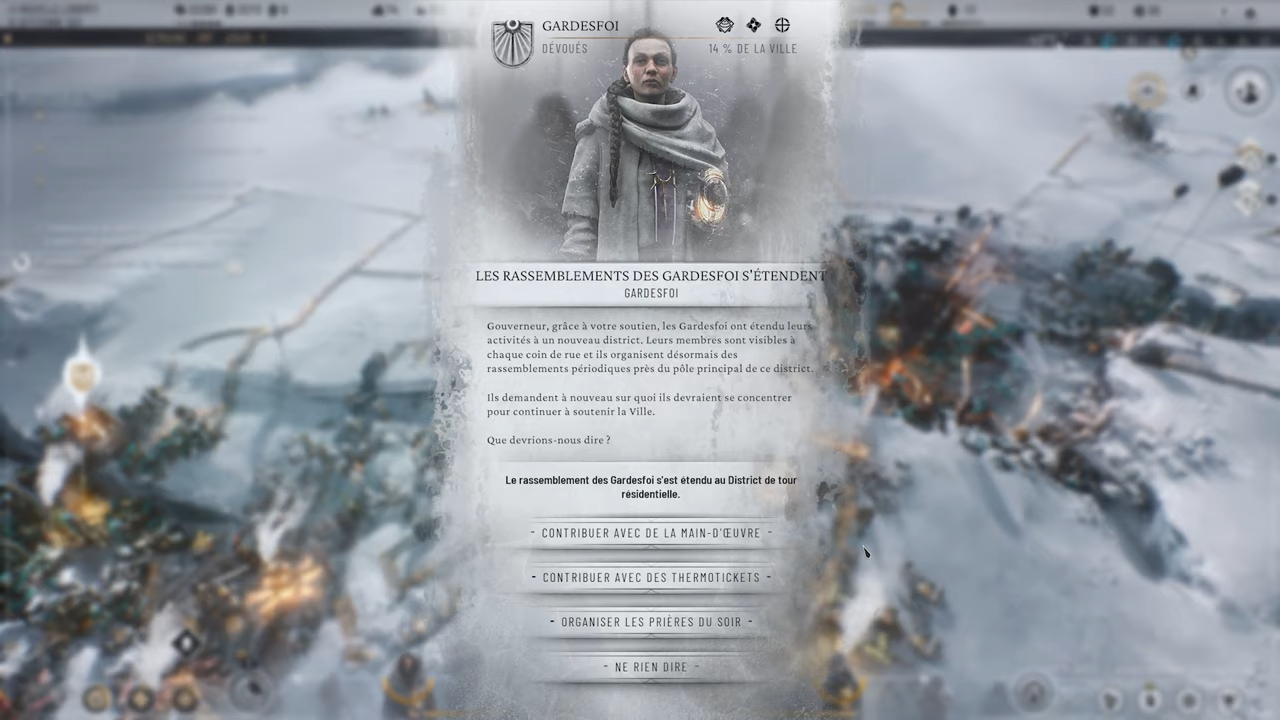 GARDESFOI
DÉVOUÉS
14 % DE LA VILLE
LES RASSEMBLEMENTS DES GARDESFOI S'ÉTENDENT
GARDESFOI
Gouverneur, grâce à votre soutien, les Gardesfoi ont étendu leurs
activités à un nouveau district. Leurs membres sont visibles à
chaque coin de rue et ils organisent désormais des
rassemblements périodiques près du pôle principal de ce district.
Ils demandent à nouveau sur quoi ils devraient se concentrer
pour continuer à soutenir la Ville.
Que devrions-nous dire ?
Le rassemblement des Gardesfoi s'est étendu au District de tour
résidentielle.
- CONTRIBUER AVEC DE LA MAIN-D'ŒUVRE -
- CONTRIBUER AVEC DES THERMOTICKETS -
- ORGANISER LES PRIÈRES DU SOIR -
- NE RIEN DIRE -